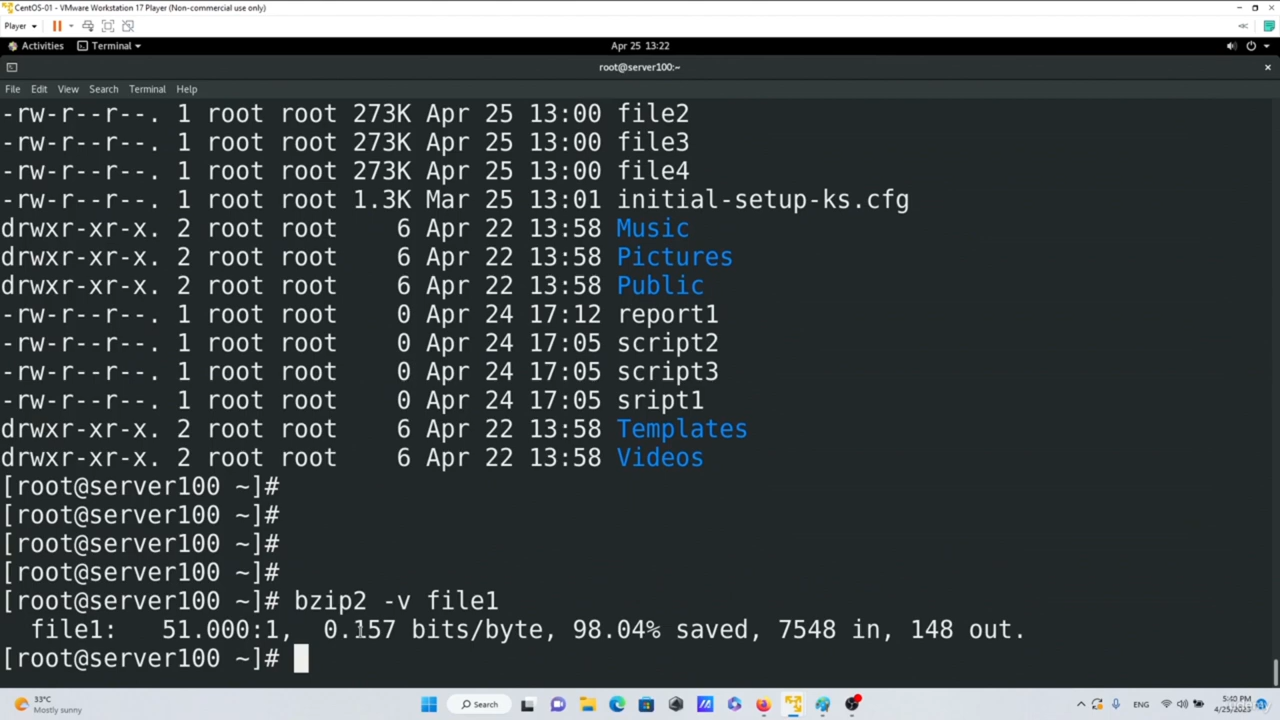 CentOS-01 - VMware Workstation 17 Player (Non-commercial use only)
Player
Activities Terminal Apr 25 13:22
root@server100:~
File Edit View Search Terminal Help
-rw-r--r--. 1 root root 273K Apr 25 13:00 file2
-rw-r--r--. 1 root root 273K Apr 25 13:00 file3
-rw-r--r--. 1 root root 273K Apr 25 13:00 file4
-rw-r--r--. 1 root root 1.3K Mar 25 13:01 initial-setup-ks.cfg
drwxr-xr-x. 2 root root 6 Apr 22 13:58 Music
drwxr-xr-x. 2 root root 6 Apr 22 13:58 Pictures
drwxr-xr-x. 2 root root 6 Apr 22 13:58 Public
-rw-r--r--. 1 root root 0 Apr 24 17:12 report1
-rw-r--r--. 1 root root 0 Apr 24 17:05 script2
-rw-r--r--. 1 root root 0 Apr 24 17:05 script3
-rw-r--r--. 1 root root 0 Apr 24 17:05 sript1
drwxr-xr-x. 2 root root 6 Apr 22 13:58 Templates
drwxr-xr-x. 2 root root 6 Apr 22 13:58 Videos
[root@server100 ~]#
[root@server100 ~]#
[root@server100 ~]#
[root@server100 ~]#
[root@server100 ~]# bzip2 -v file1
file1: 51.000:1, 0.157 bits/byte, 98.04% saved, 7548 in, 148 out.
[root@server100 ~]#
33°C
Mostly sunny
Search
ENG
5:40 PM
4/25/2023